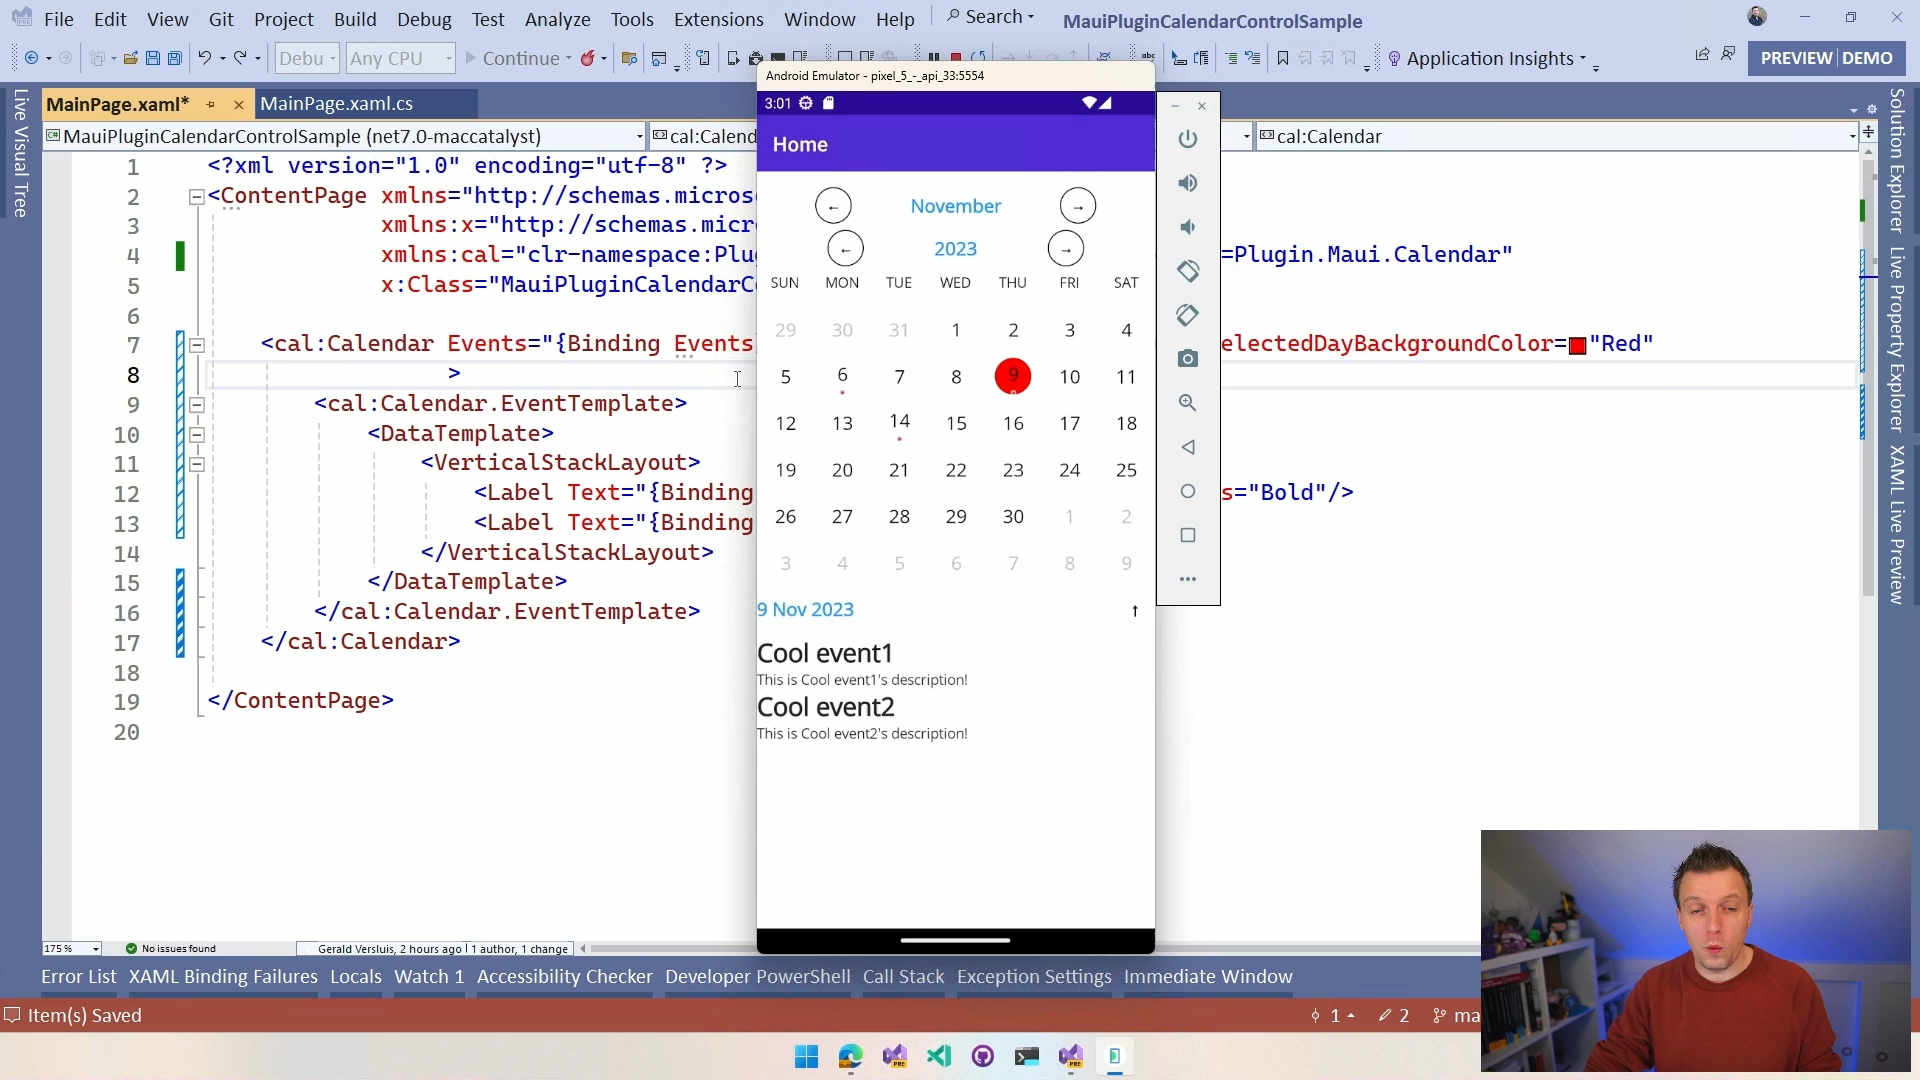 File Edit View Git Project Build Debug Test Analyze Tools Extensions Window Help Search MauiPluginCalendarControlSample
Debu Any CPU Continue Application Insights PREVIEW DEMO
MainPage.xaml* MainPage.xaml.cs
MauiPluginCalendarControlSample (net7.0-maccatalyst) cal:Calend cal:Calendar
Live Visual Tree
1 <?xml version="1.0" encoding="utf-8" ?>
2 <ContentPage xmlns="http://schemas.micros
3 xmlns:x="http://schemas.micr
4 xmlns:cal="clr-namespace:Plu =Plugin.Maui.Calendar"
5 x:Class="MauiPluginCalendarC
6
7 <cal:Calendar Events="{Binding Events electedDayBackgroundColor="Red"
8 >
9 <cal:Calendar.EventTemplate>
10 <DataTemplate>
11 <VerticalStackLayout>
12 <Label Text="{Binding s="Bold"/>
13 <Label Text="{Binding
14 </VerticalStackLayout>
15 </DataTemplate>
16 </cal:Calendar.EventTemplate>
17 </cal:Calendar>
18
19 </ContentPage>
20
Android Emulator - pixel_5_-_api_33:5554
3:01
Home
← November →
← 2023 →
SUN MON TUE WED THU FRI SAT
29 30 31 1 2 3 4
5 6 7 8 9 10 11
12 13 14 15 16 17 18
19 20 21 22 23 24 25
26 27 28 29 30 1 2
3 4 5 6 7 8 9
9 Nov 2023 ↑
Cool event1
This is Cool event1's description!
Cool event2
This is Cool event2's description!
Solution Explorer
Live Property Explorer
XAML Live Preview
175 % No issues found Gerald Versluis, 2 hours ago | 1 author, 1 change
Error List XAML Binding Failures Locals Watch 1 Accessibility Checker Developer PowerShell Call Stack Exception Settings Immediate Window
Item(s) Saved 1 2 ma
PRE PRE